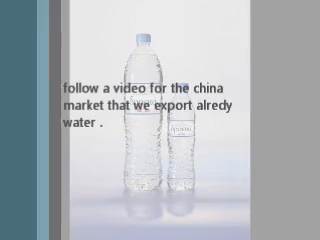 follow a video for the china
market that we export alredy
water .